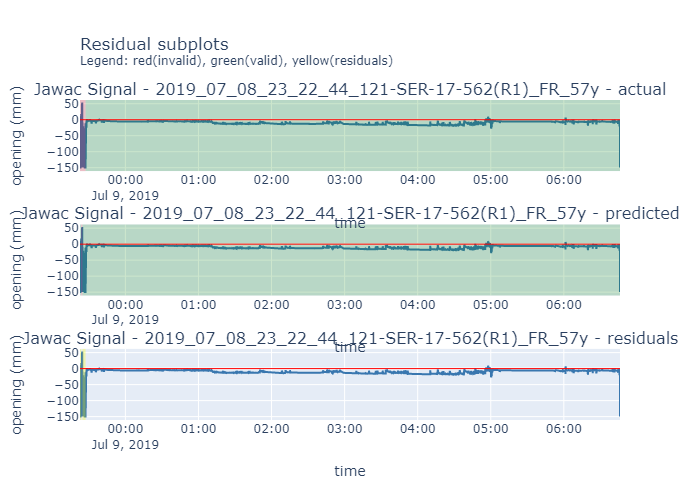 Residual subplots
Legend: red(invalid), green(valid), yellow(residuals)
Jawac Signal - 2019_07_08_23_22_44_121-SER-17-562(R1)_FR_57y - actual
opening (mm)
50
0
−50
−100
−150
00:00 01:00 02:00 03:00 04:00 05:00 06:00
Jul 9, 2019
time
Jawac Signal - 2019_07_08_23_22_44_121-SER-17-562(R1)_FR_57y - predicted
opening (mm)
50
0
−50
−100
−150
00:00 01:00 02:00 03:00 04:00 05:00 06:00
Jul 9, 2019
time
Jawac Signal - 2019_07_08_23_22_44_121-SER-17-562(R1)_FR_57y - residuals
opening (mm)
50
0
−50
−100
−150
00:00 01:00 02:00 03:00 04:00 05:00 06:00
Jul 9, 2019
time